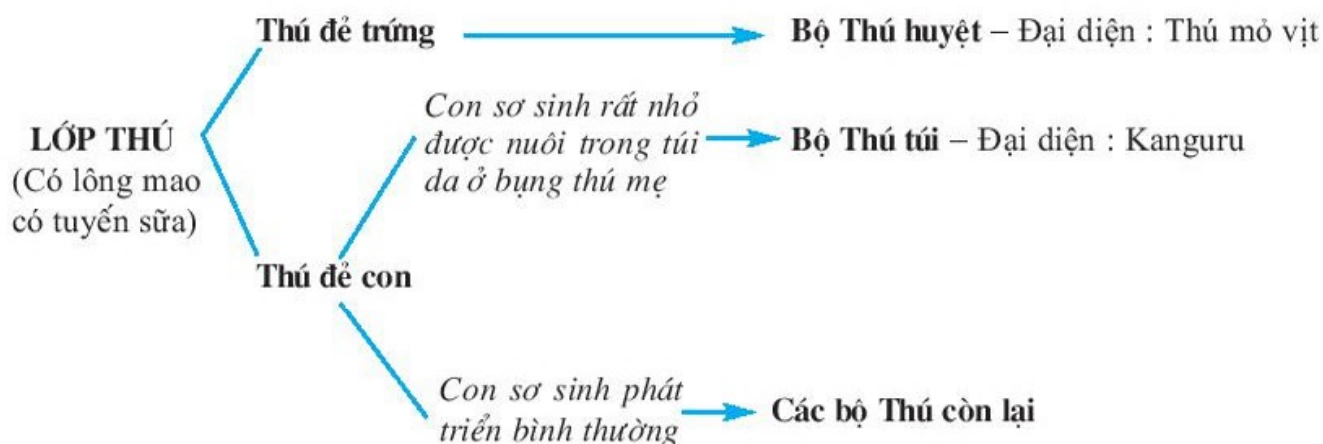 Thú đẻ trứng
Bộ Thú huyệt – Đại diện : Thú mỏ vịt
LỚP THÚ
(Có lông mao
có tuyến sữa)
Con sơ sinh rất nhỏ
được nuôi trong túi
da ở bụng thú mẹ
Bộ Thú túi – Đại diện : Kanguru
Thú đẻ con
Con sơ sinh phát
triển bình thường
Các bộ Thú còn lại